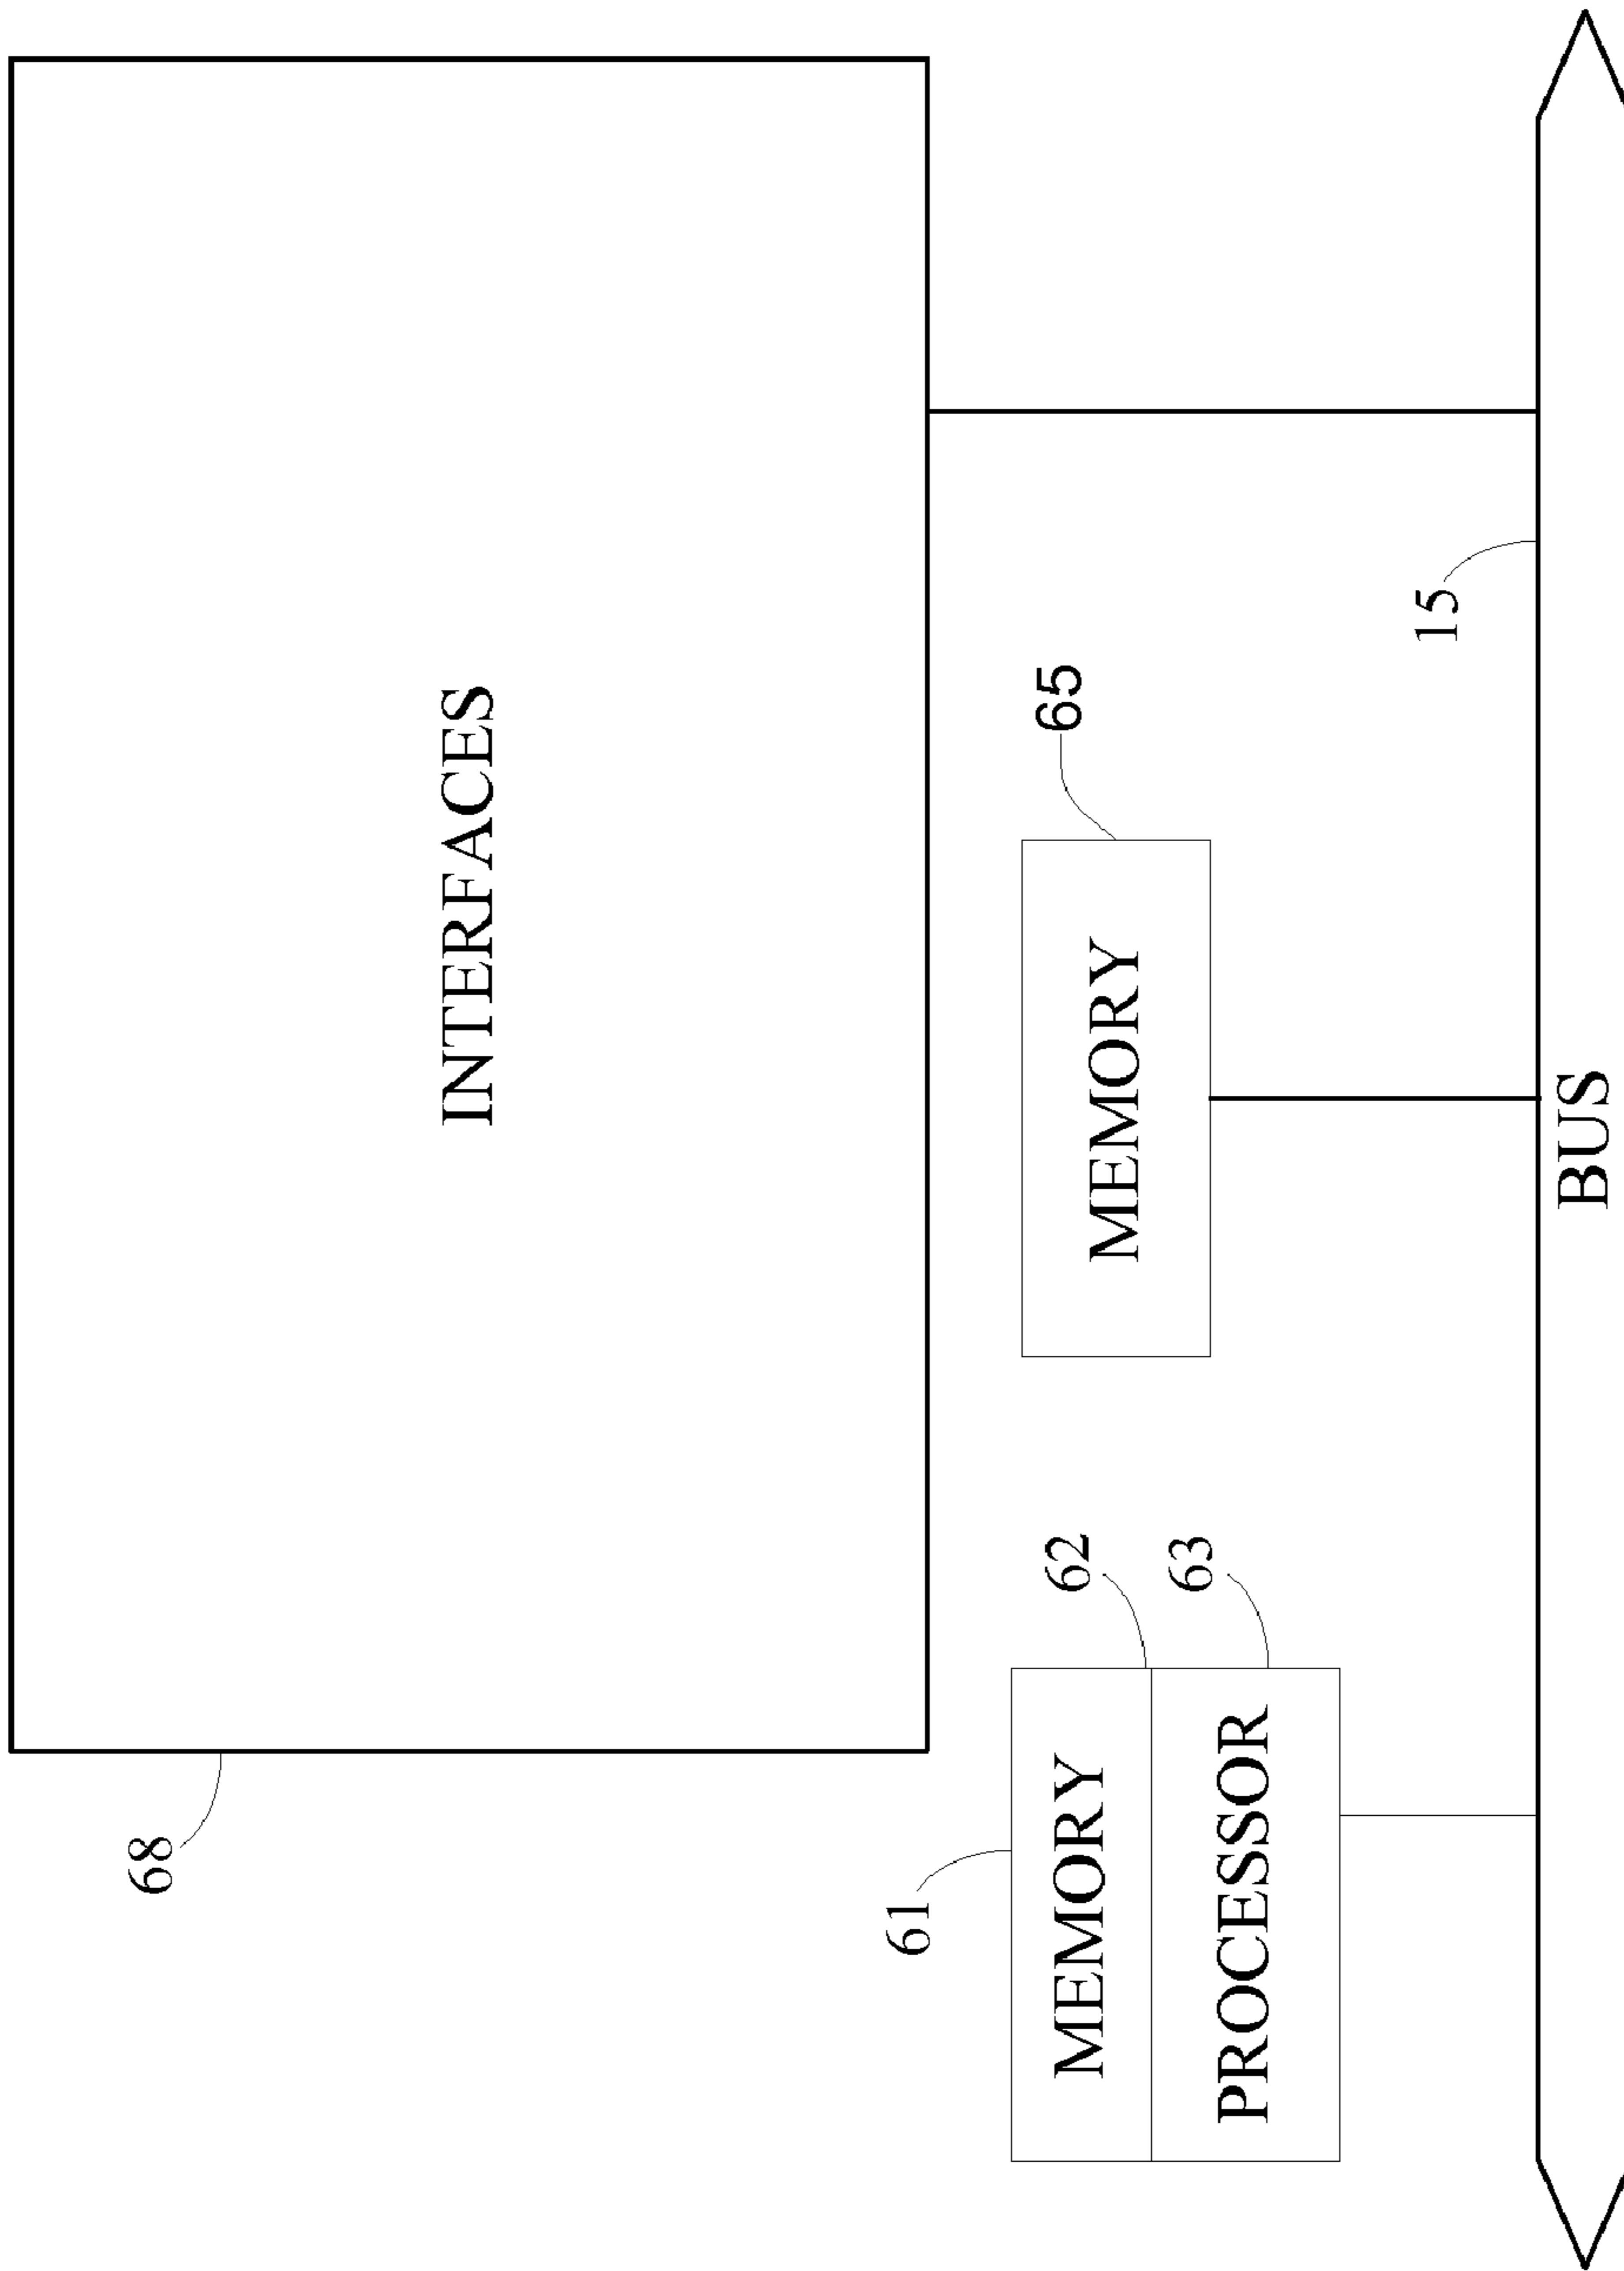 68
INTERFACES
61
MEMORY
62
PROCESSOR
63
MEMORY
65
15
BUS